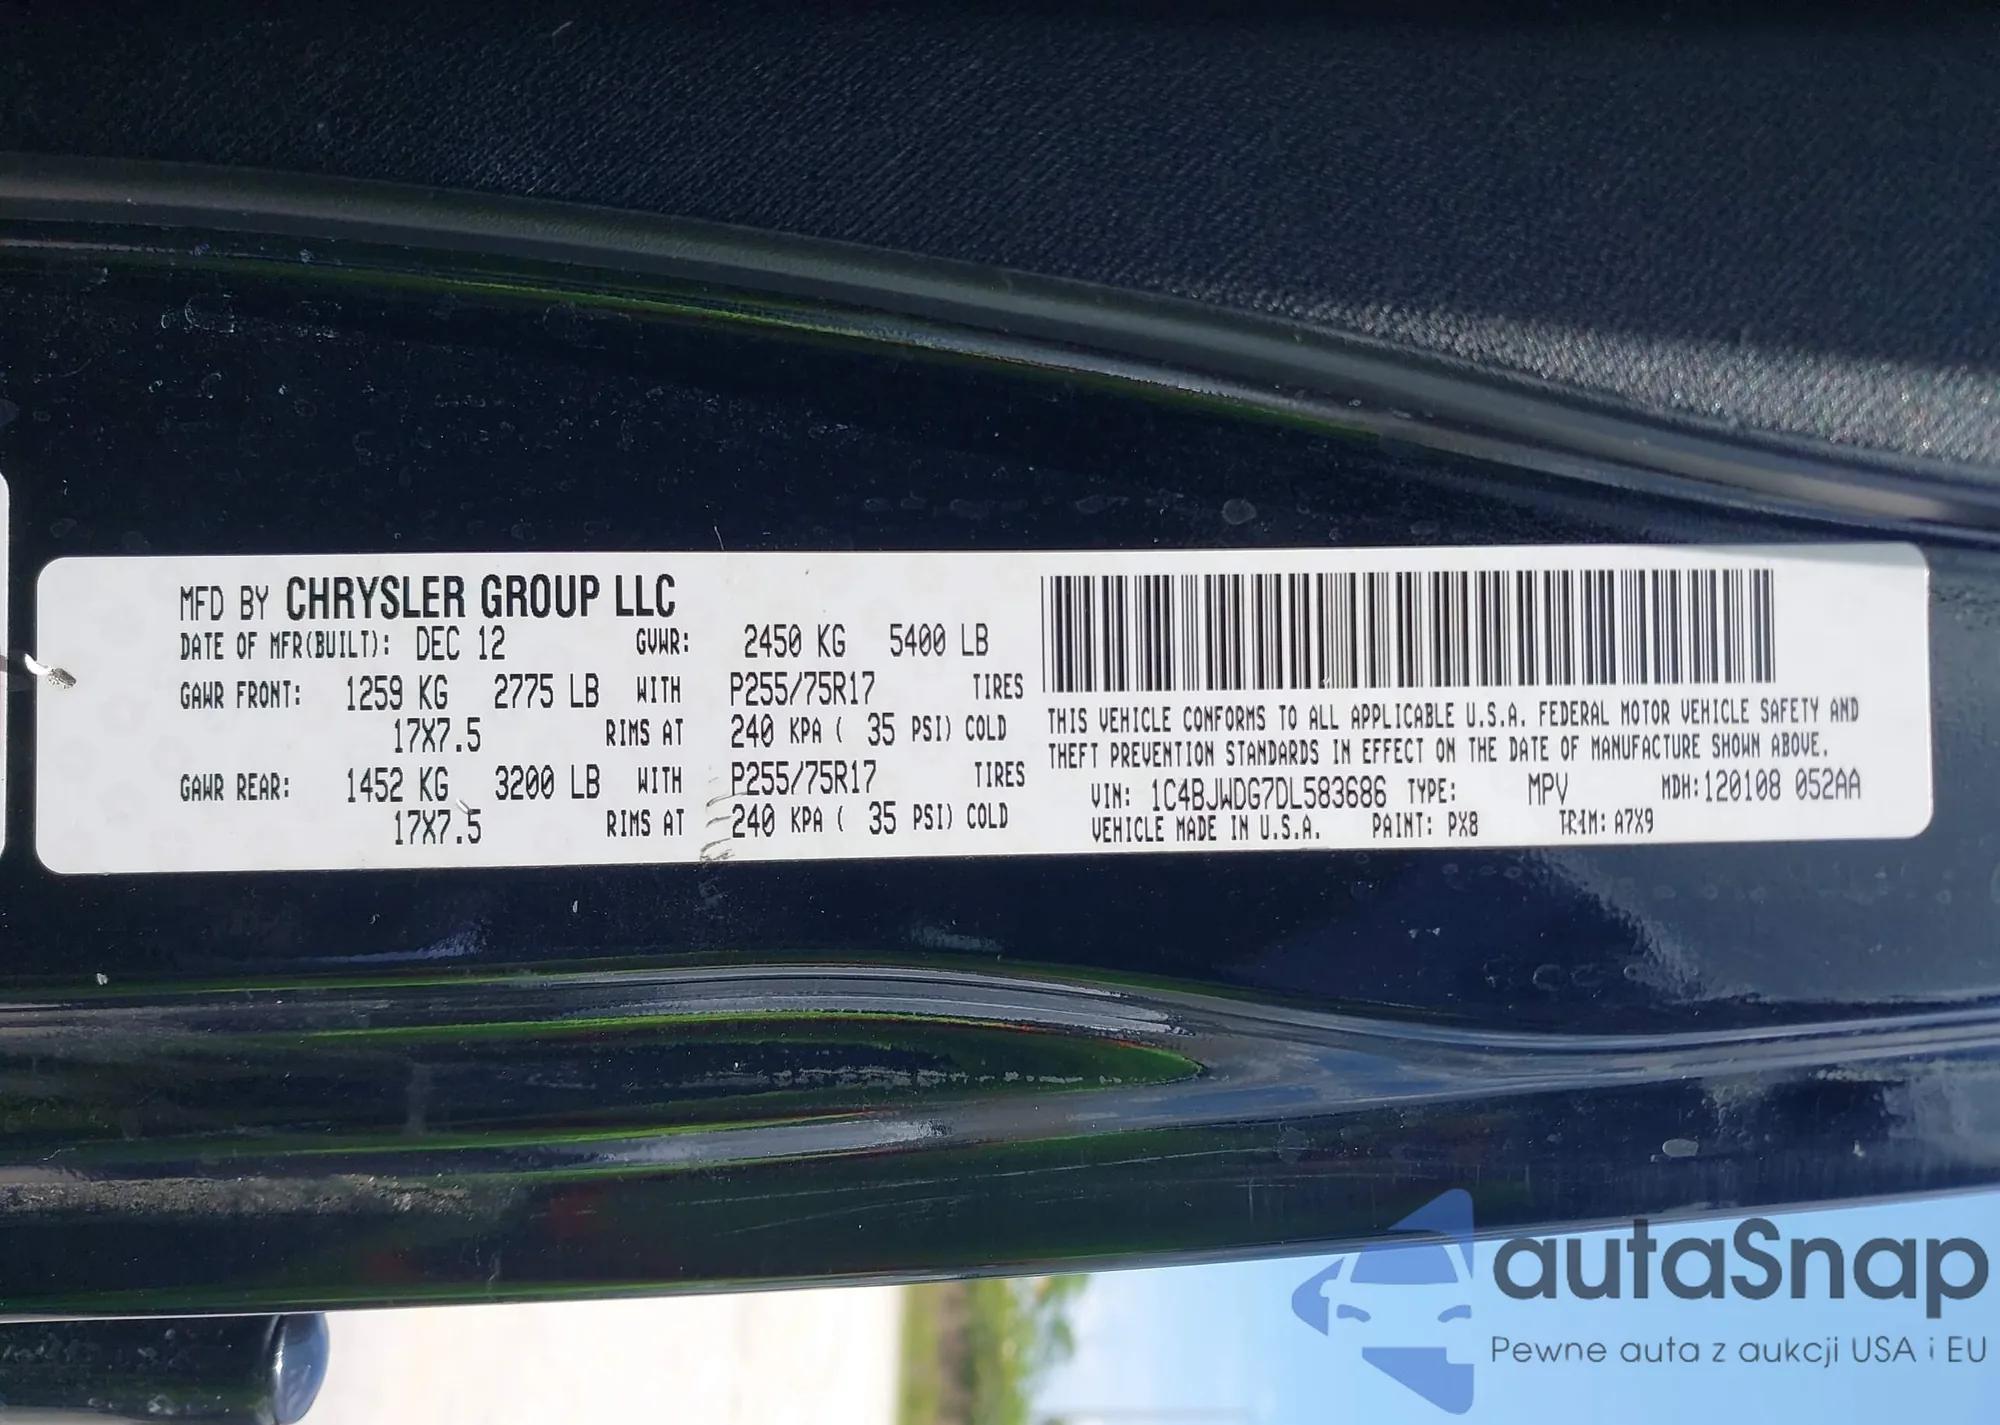 MFD BY CHRYSLER GROUP LLC
DATE OF MFR(BUILT): DEC 12 GVWR: 2450 KG 5400 LB
GAWR FRONT: 1259 KG 2775 LB WITH P255/75R17 TIRES
17X7.5 RIMS AT 240 KPA ( 35 PSI) COLD
GAWR REAR: 1452 KG 3200 LB WITH P255/75R17 TIRES
17X7.5 RIMS AT 240 KPA ( 35 PSI) COLD
THIS VEHICLE CONFORMS TO ALL APPLICABLE U.S.A. FEDERAL MOTOR VEHICLE SAFETY AND
THEFT PREVENTION STANDARDS IN EFFECT ON THE DATE OF MANUFACTURE SHOWN ABOVE.
VIN: 1C4BJWDG7DL583686 TYPE: MPV MDH:120108 052AA
VEHICLE MADE IN U.S.A. PAINT: PX8 TRIM: A7X9
autaSnap
Pewne auta z aukcji USA i EU